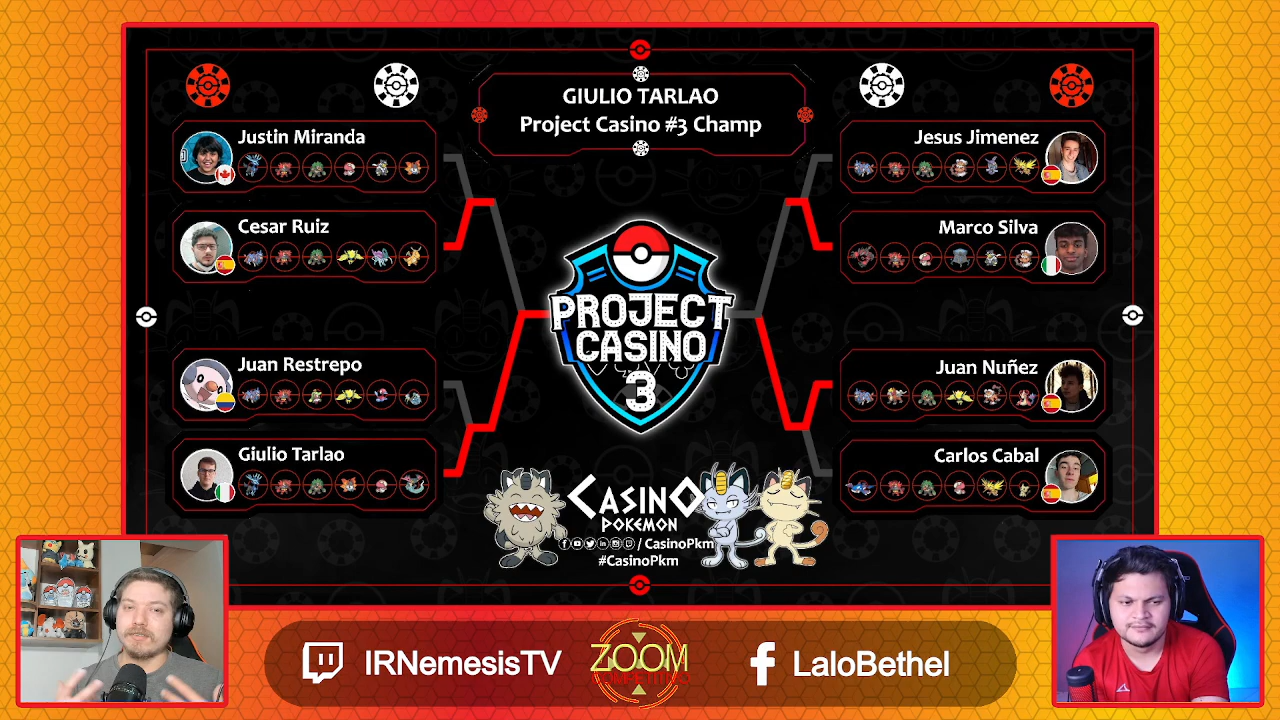 GIULIO TARLAO
Project Casino #3 Champ
Justin Miranda
Cesar Ruiz
Juan Restrepo
Giulio Tarlao
Jesus Jimenez
Marco Silva
Juan Nuñez
Carlos Cabal
PROJECT
CASINO
3
CASINO
POKEMON
/ CasinoPkm
#CasinoPkm
IRNemesisTV
ZOOM
COMPETITIVO
LaloBethel